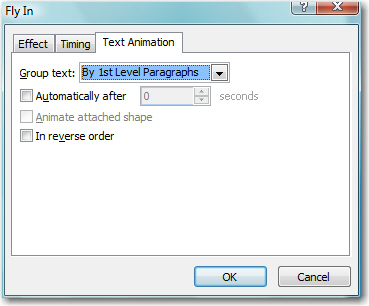 Fly In
Effect Timing Text Animation
Group text: By 1st Level Paragraphs
Automatically after 0 seconds
Animate attached shape
In reverse order
OK Cancel